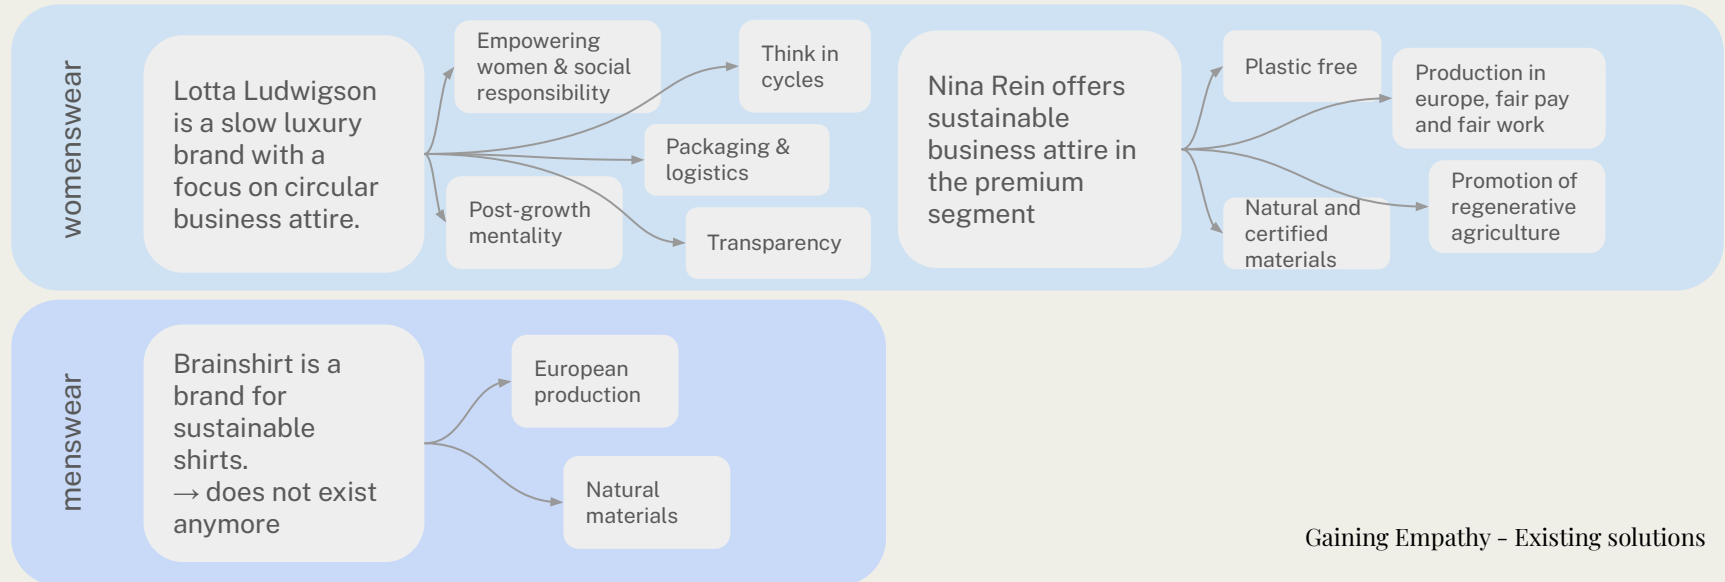 womenswear
Lotta Ludwigson
is a slow luxury
brand with a
focus on circular
business attire.
Empowering
women & social
responsibility
Think in
cycles
Packaging &
logistics
Post-growth
mentality
Transparency
Nina Rein offers
sustainable
business attire in
the premium
segment
Plastic free
Production in
europe, fair pay
and fair work
Promotion of
regenerative
agriculture
Natural and
certified
materials
menswear
Brainshirt is a
brand for
sustainable
shirts.
→ does not exist
anymore
European
production
Natural
materials
Gaining Empathy - Existing solutions